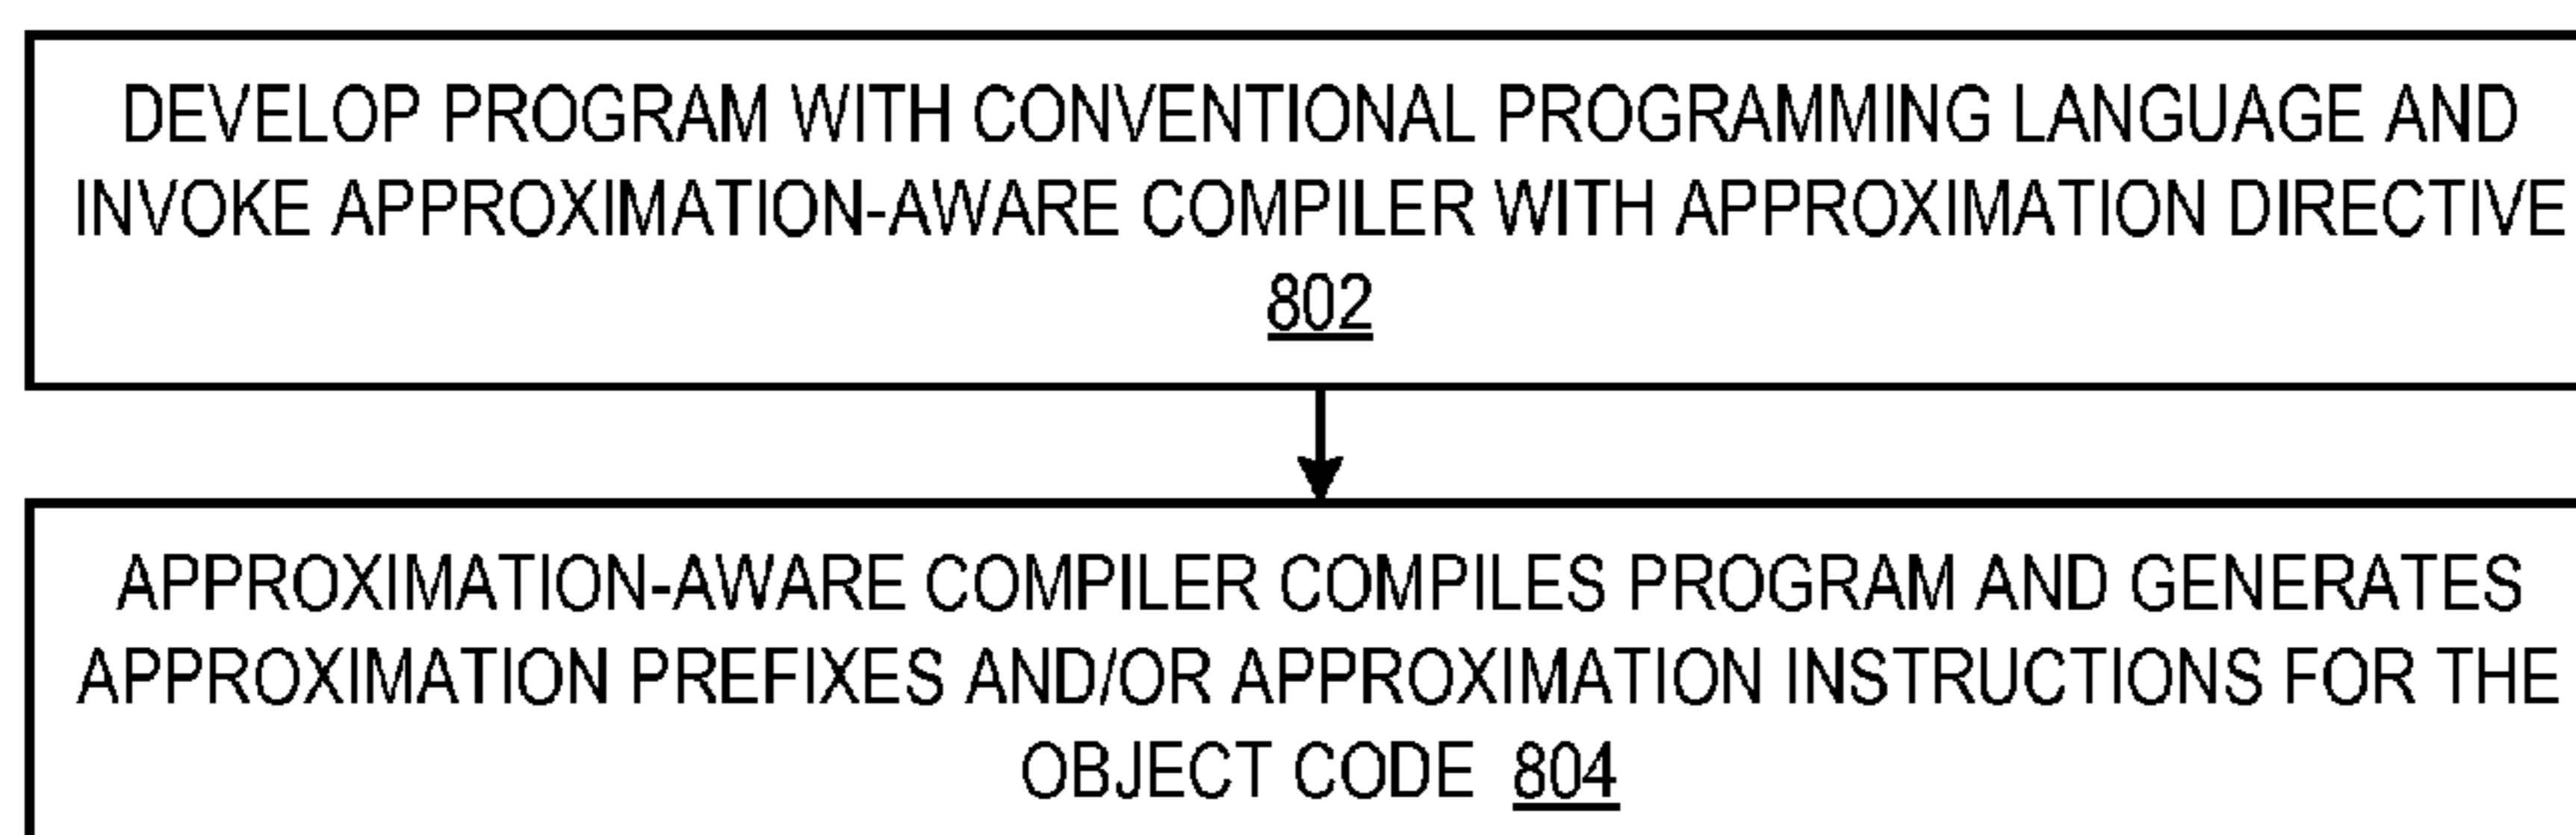 DEVELOP PROGRAM WITH CONVENTIONAL PROGRAMMING LANGUAGE AND
INVOKE APPROXIMATION-AWARE COMPILER WITH APPROXIMATION DIRECTIVE
802
APPROXIMATION-AWARE COMPILER COMPILES PROGRAM AND GENERATES
APPROXIMATION PREFIXES AND/OR APPROXIMATION INSTRUCTIONS FOR THE
OBJECT CODE 804